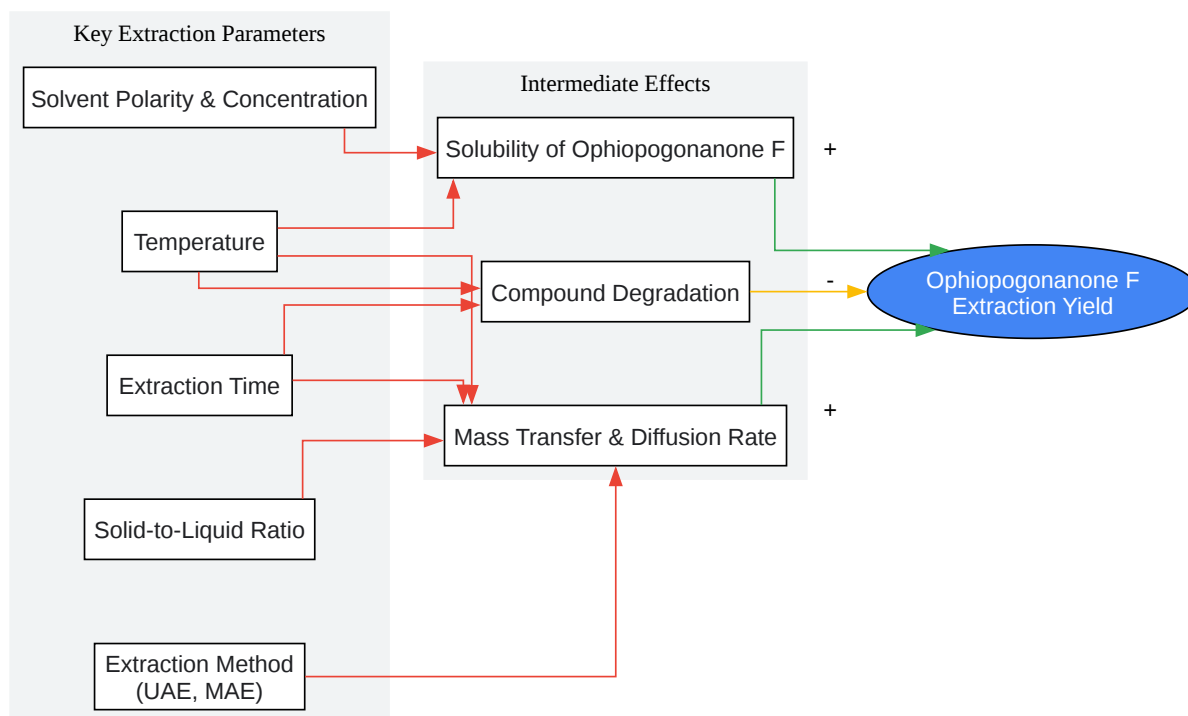 Key Extraction Parameters
Solvent Polarity & Concentration
Temperature
Extraction Time
Solid-to-Liquid Ratio
Extraction Method
(UAE, MAE)
Intermediate Effects
Solubility of Ophiopogonanone F
Compound Degradation
Mass Transfer & Diffusion Rate
+
-
+
Ophiopogonanone F
Extraction Yield